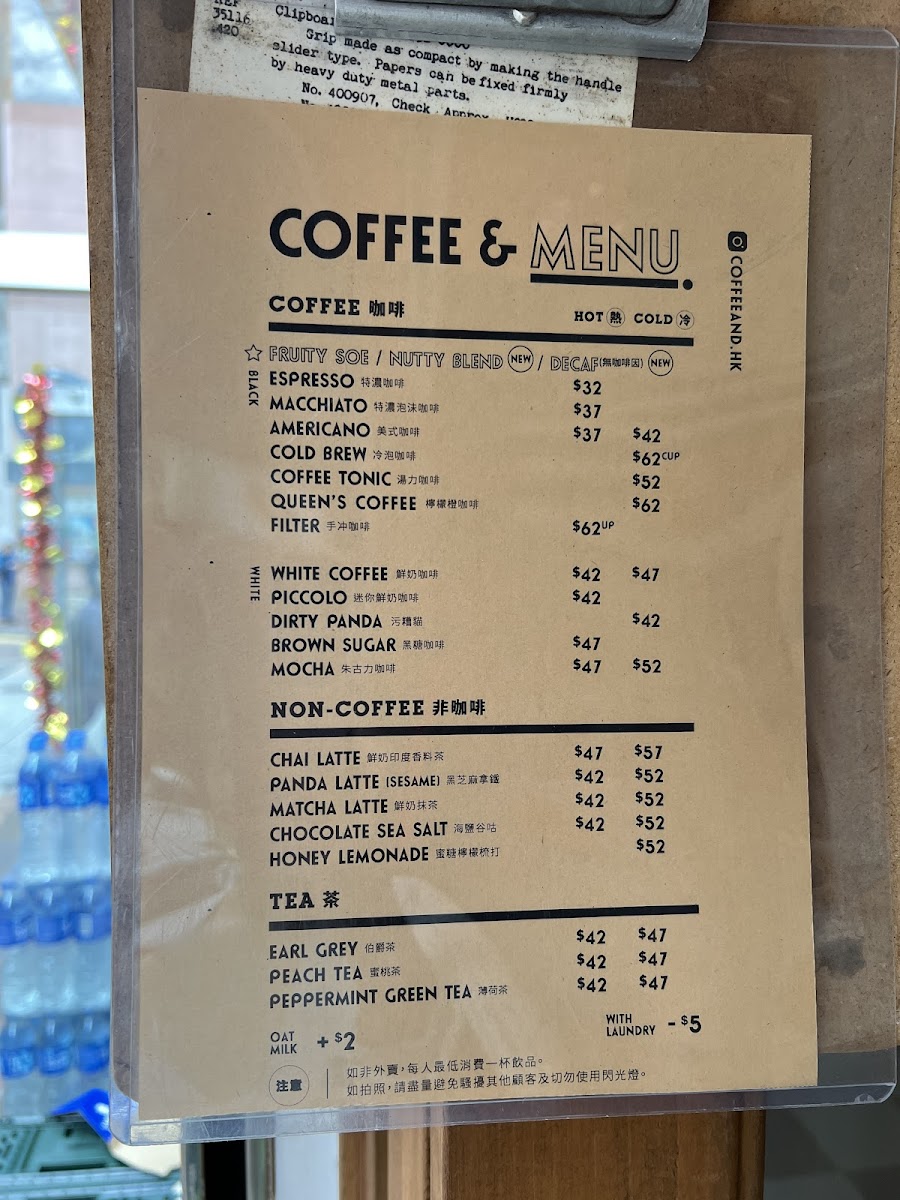 35116
420
Clipboar
Grip made as compact by making the handle
slider type. Papers can be fixed firmly
by heavy duty metal parts.
No. 400907, Check Approx.
COFFEE & MENU.
COFFEEAND.HK
COFFEE 咖啡 HOT 熱 COLD 冷
FRUITY SOE / NUTTY BLEND NEW / DECAF(無咖啡因) NEW
BLACK
ESPRESSO 特濃咖啡 $32
MACCHIATO 特濃泡沫咖啡 $37
AMERICANO 美式咖啡 $37 $42
COLD BREW 冷泡咖啡 $62CUP
COFFEE TONIC 湯力咖啡 $52
QUEEN'S COFFEE 檸檬橙咖啡 $62
FILTER 手冲咖啡 $62UP
WHITE
WHITE COFFEE 鮮奶咖啡 $42 $47
PICCOLO 迷你鮮奶咖啡 $42
DIRTY PANDA 污糟貓 $42
BROWN SUGAR 黑糖咖啡 $47
MOCHA 朱古力咖啡 $47 $52
NON-COFFEE 非咖啡
CHAI LATTE 鮮奶印度香料茶 $47 $57
PANDA LATTE (SESAME) 黑芝麻拿鐵 $42 $52
MATCHA LATTE 鮮奶抹茶 $42 $52
CHOCOLATE SEA SALT 海鹽谷咕 $42 $52
HONEY LEMONADE 蜜糖檸檬梳打 $52
TEA 茶
EARL GREY 伯爵茶 $42 $47
PEACH TEA 蜜桃茶 $42 $47
PEPPERMINT GREEN TEA 薄荷茶 $42 $47
OAT MILK + $2
WITH LAUNDRY - $5
注意
如非外賣,每人最低消費一杯飲品。
如拍照,請盡量避免騷擾其他顧客及切勿使用閃光燈。